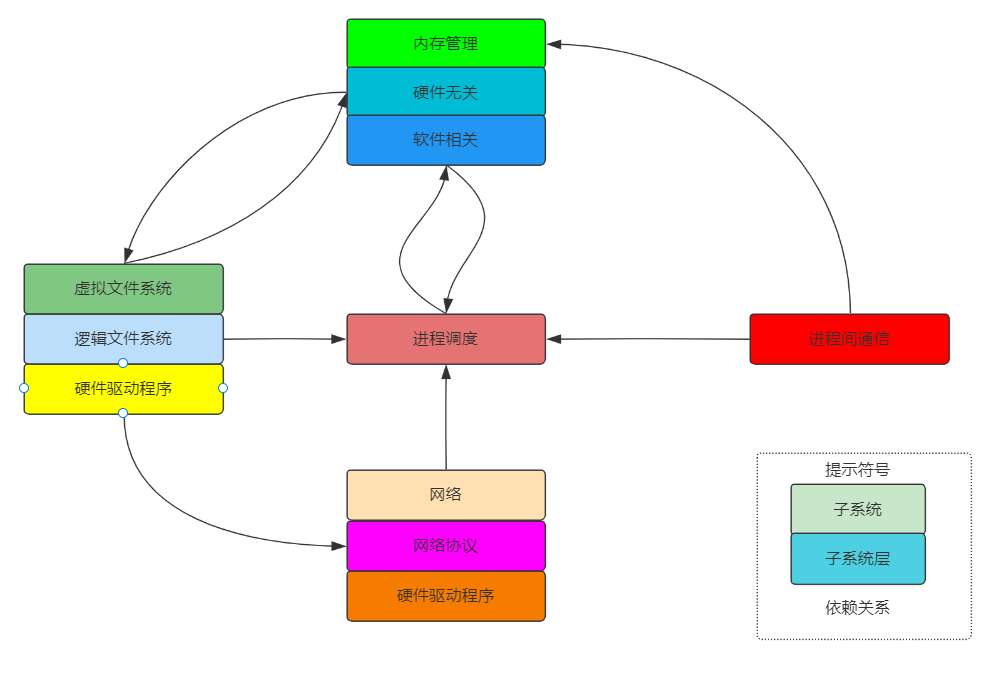 内存管理
硬件无关
软件相关
虚拟文件系统
逻辑文件系统
硬件驱动程序
进程调度
进程间通信
网络
网络协议
硬件驱动程序
提示符号
子系统
子系统层
依赖关系